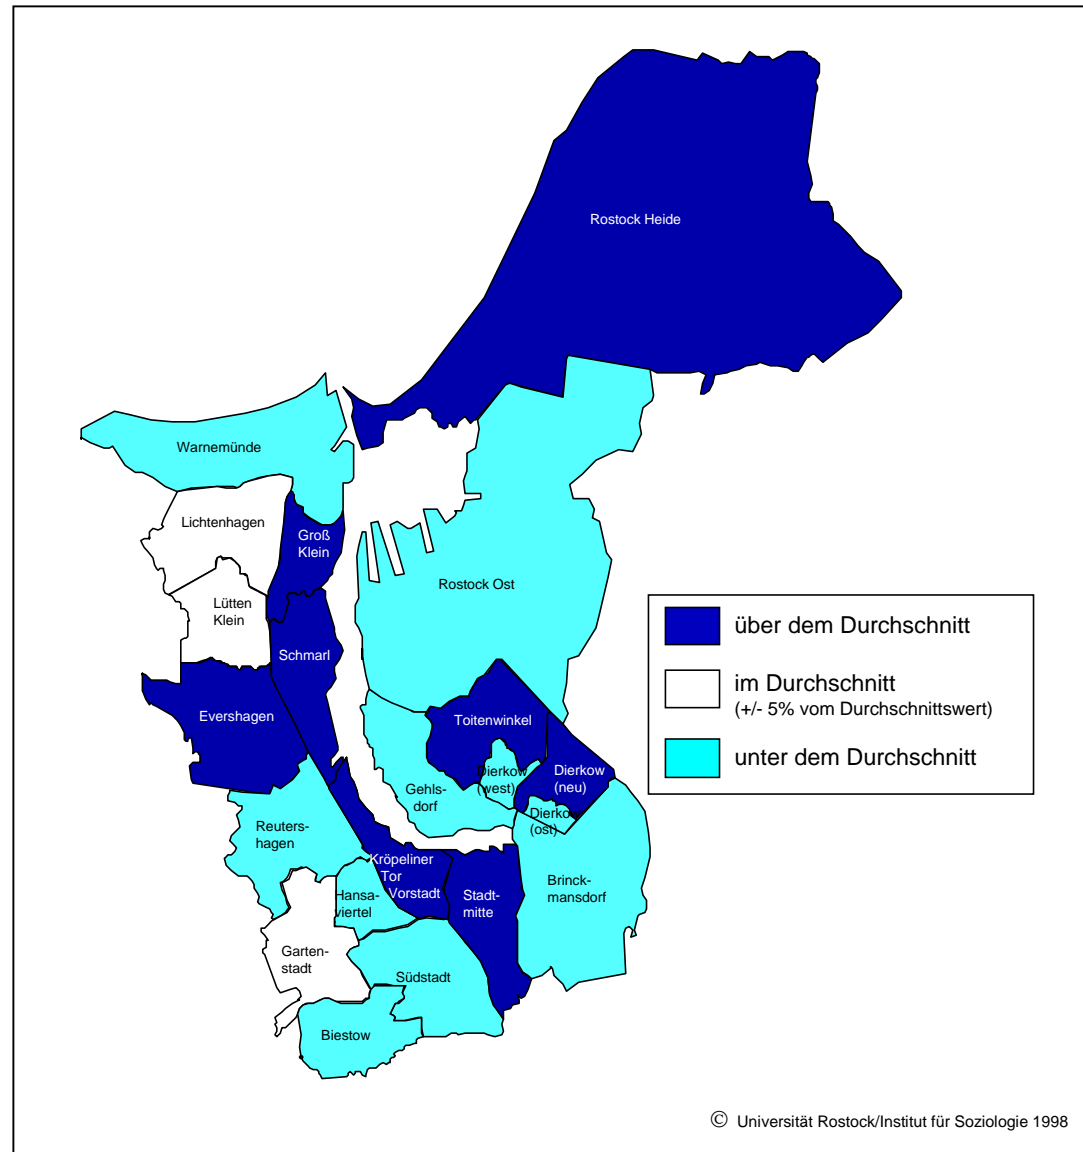 Rostock Heide
Warnemünde
Lichtenhagen
Groß
Klein
Rostock Ost
Lütten
Klein
Schmarl
Evershagen
Toitenwinkel
Dierkow
(west)
Dierkow
(neu)
Gehls-
dorf
Dierkow
(ost)
Reuters-
hagen
Kröpeliner
Tor
Vorstadt
Hansa-
viertel
Stadt-
mitte
Brinck-
mansdorf
Garten-
stadt
Südstadt
Biestow
über dem Durchschnitt
im Durchschnitt
(+/- 5% vom Durchschnittswert)
unter dem Durchschnitt
© Universität Rostock/Institut für Soziologie 1998